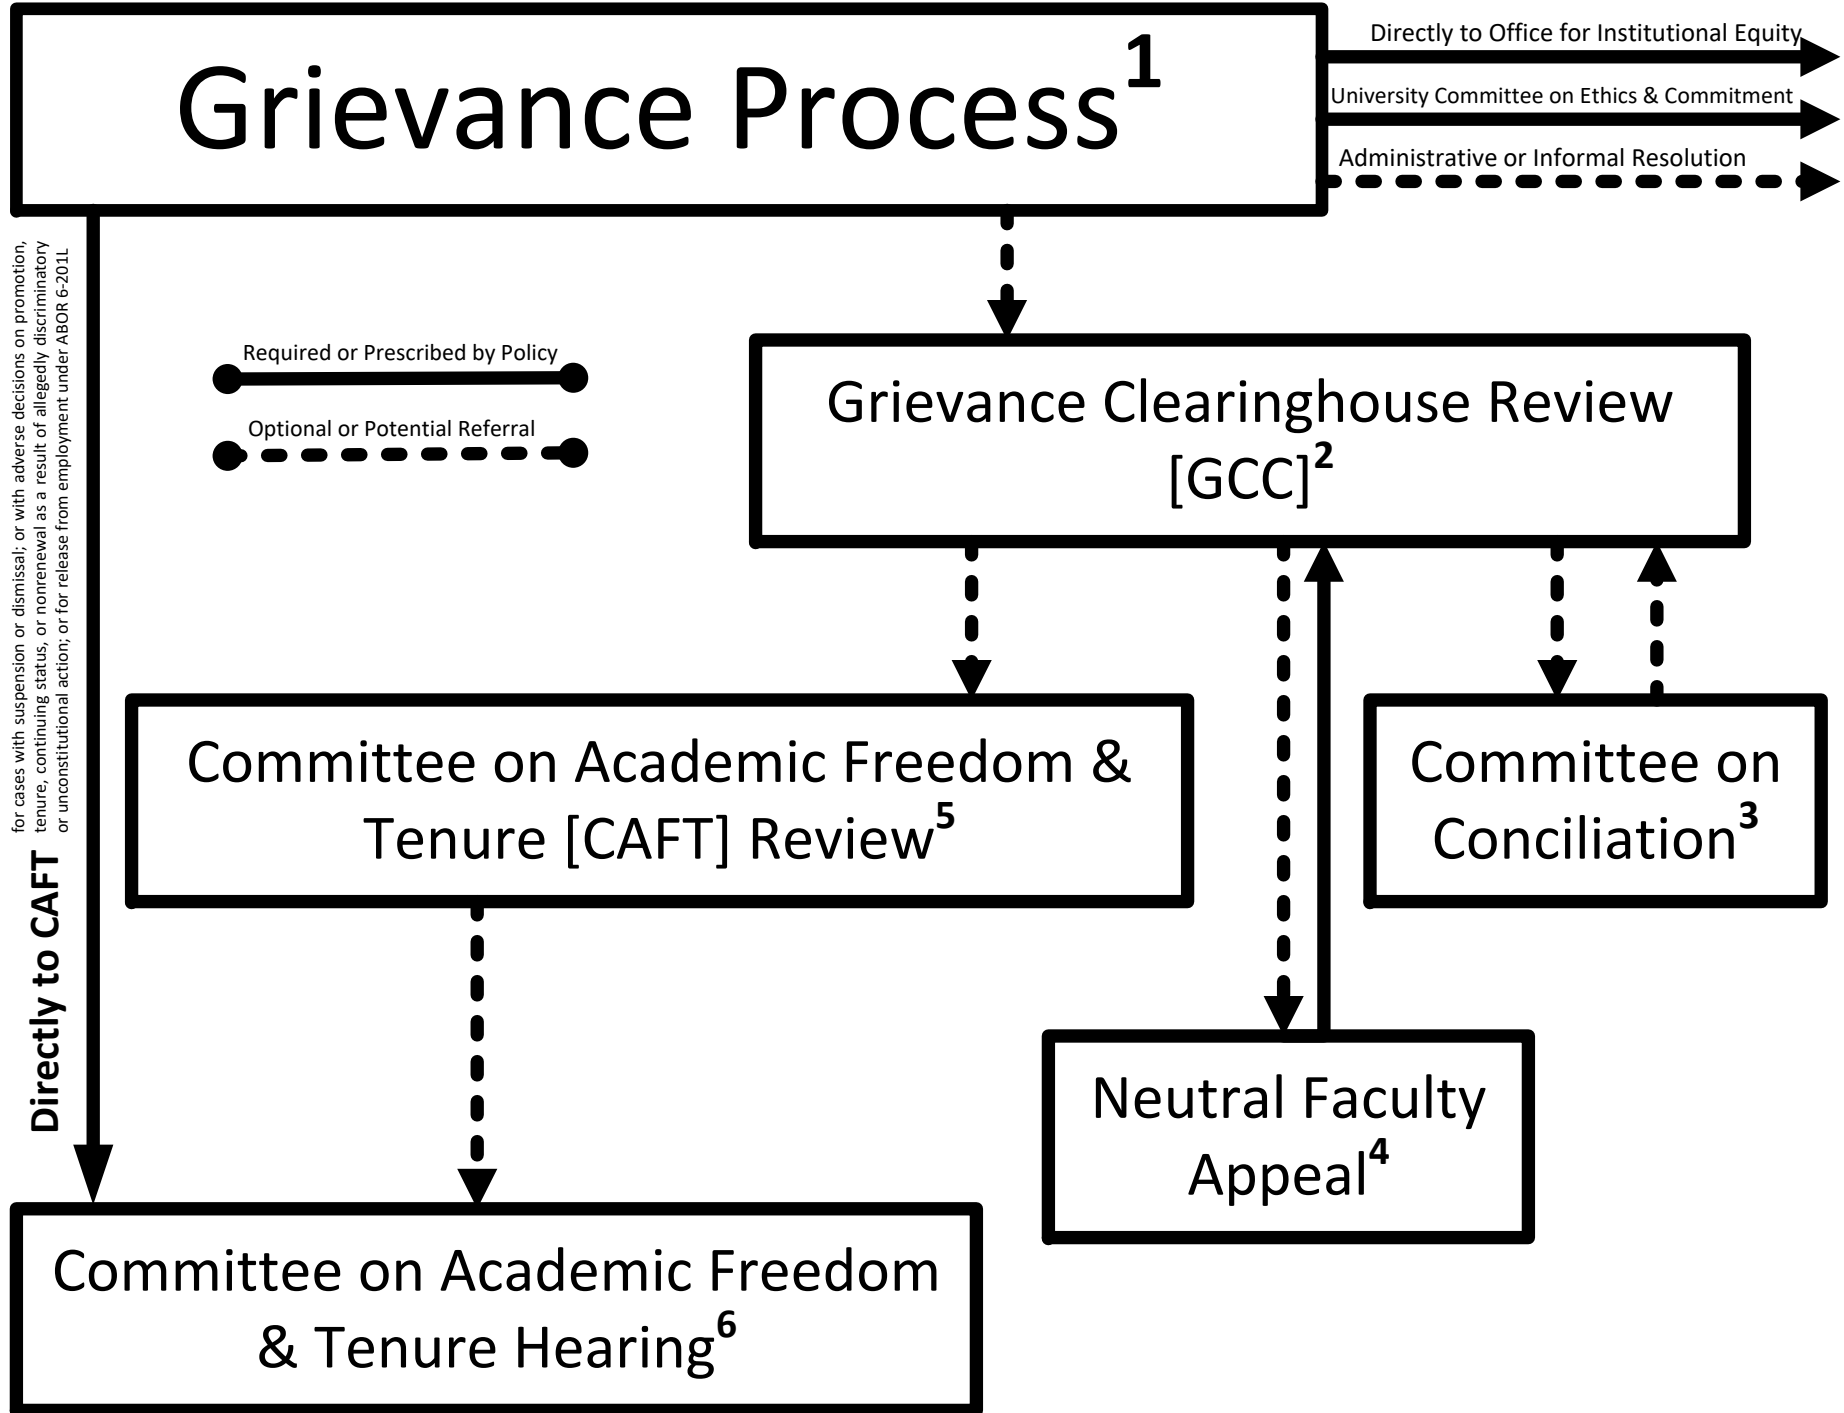 Grievance Process1
Directly to Office for Institutional Equity
University Committee on Ethics & Commitment
Administrative or Informal Resolution
for cases with suspension or dismissal; or with adverse decisions on promotion,
tenure, continuing status, or nonrenewal as a result of allegedly discriminatory
or unconstitutional action; or for release from employment under ABOR 6-201L
Directly to CAFT
Required or Prescribed by Policy
Optional or Potential Referral
Grievance Clearinghouse Review
[GCC]2
Committee on Academic Freedom &
Tenure [CAFT] Review5
Committee on
Conciliation3
Neutral Faculty
Appeal4
Committee on Academic Freedom
& Tenure Hearing6